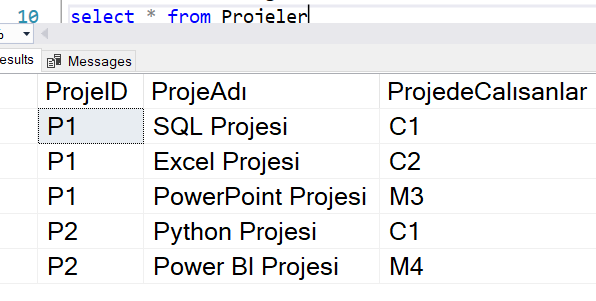 10 select * from Projeler
esults Messages
ProjeID ProjeAdı ProjedeCalısanlar
P1 SQL Projesi C1
P1 Excel Projesi C2
P1 PowerPoint Projesi M3
P2 Python Projesi C1
P2 Power BI Projesi M4